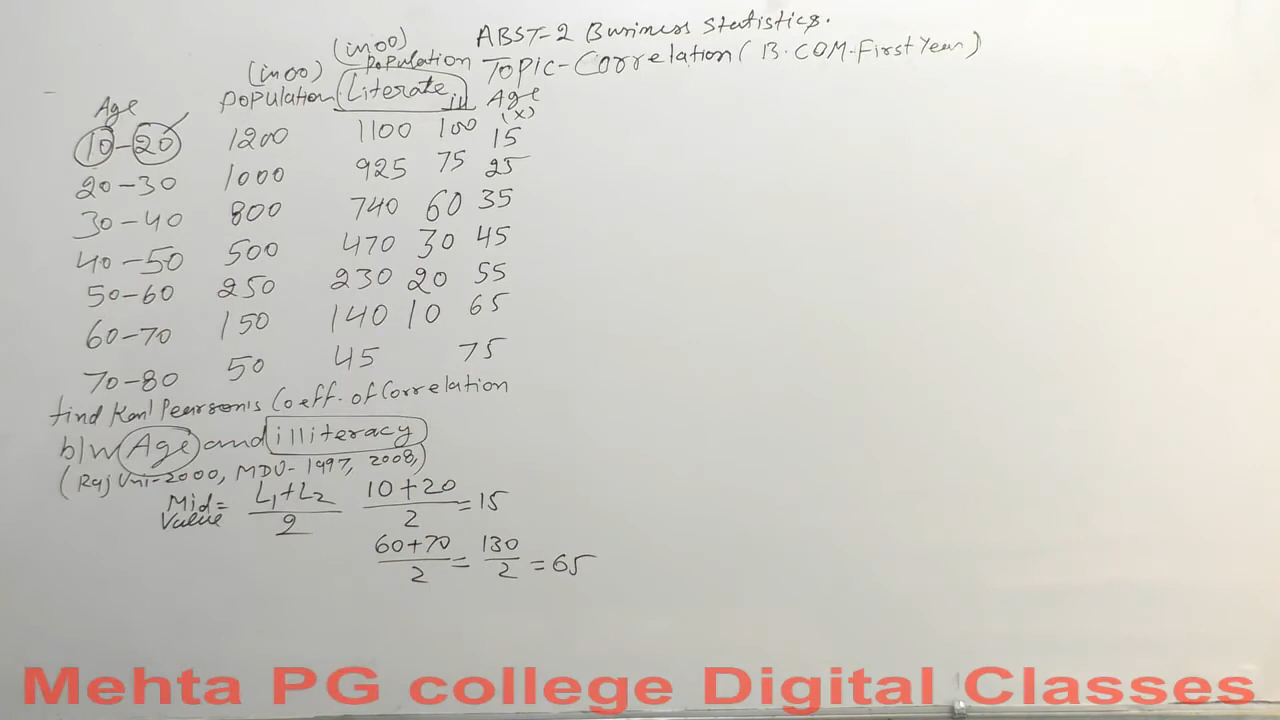 ABST-2 Business Statistics.
Topic-Correlation (B.COM-First Year)
(in00) (in00)
Age population population Literate ill Age (x)
10-20 1200 1100 100 15
20-30 1000 925 75 25
30-40 800 740 60 35
40-50 500 470 30 45
50-60 250 230 20 55
60-70 150 140 10 65
70-80 50 45 75
find Karl Pearson's Coeff. of Correlation
b/w Age and illiteracy
(Raj Uni-2000, MDU-1997, 2008,)
Mid Value = L1+L2 / 2 10+20 / 2 = 15
60+70 / 2 = 130 / 2 = 65
Mehta PG college Digital Classes